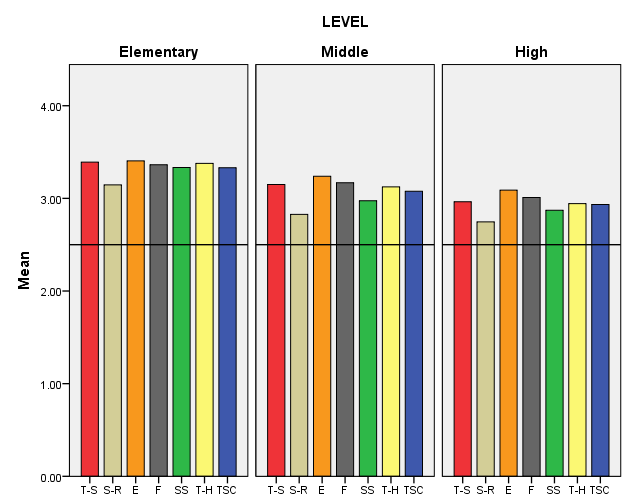 LEVEL
Elementary Middle High
Mean
4.00
3.00
2.00
1.00
0.00
T-S S-R E F SS T-H TSC T-S S-R E F SS T-H TSC T-S S-R E F SS T-H TSC